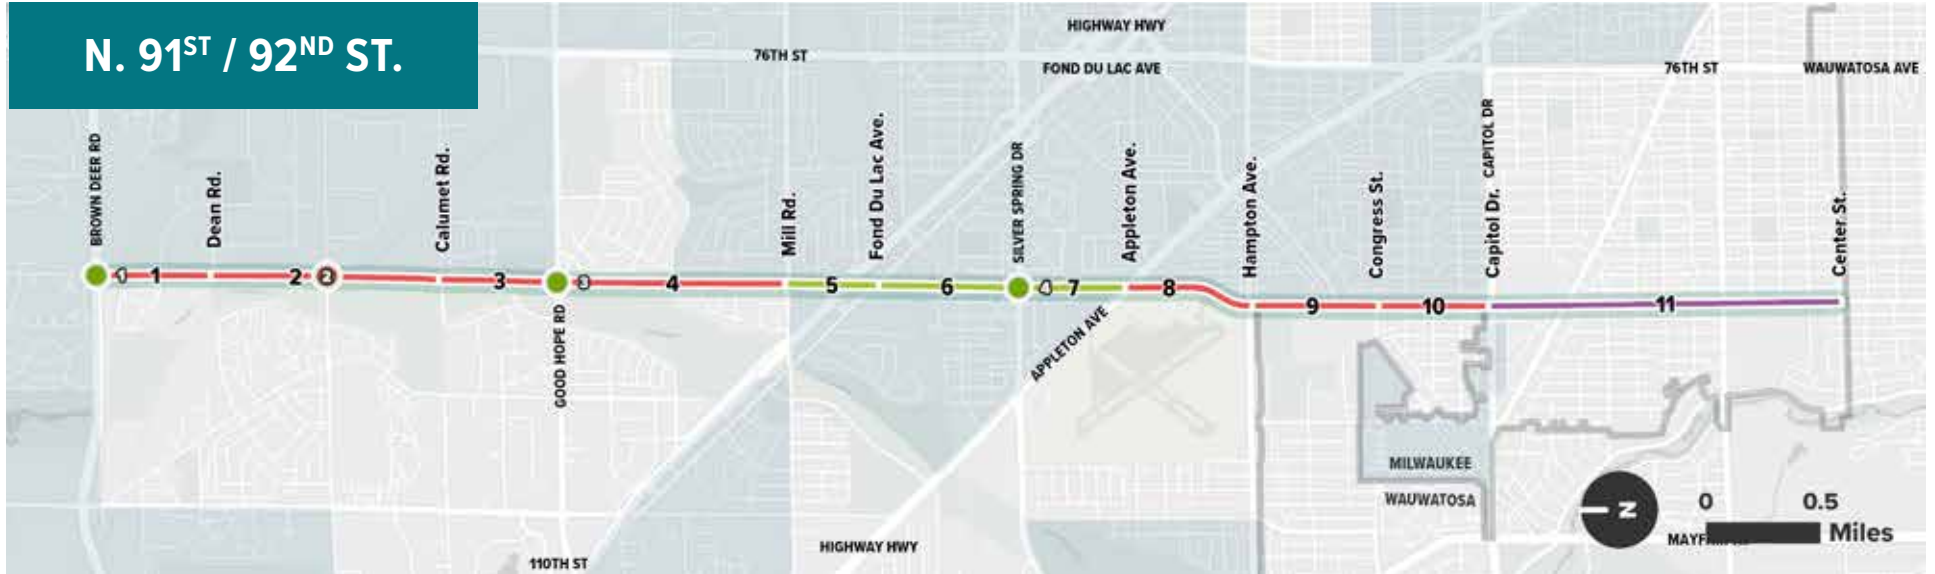 N. 91ST / 92ND ST.
HIGHWAY HWY
76TH ST
FOND DU LAC AVE
76TH ST
WAUWATOSA AVE
BROWN DEER RD
Dean Rd.
Calumet Rd.
Mill Rd.
Fond Du Lac Ave.
SILVER SPRING DR
Appleton Ave.
Hampton Ave.
Congress St.
CAPITOL DR
Capitol Dr.
Center St.
1
2
2
3
3
4
5
6
4
7
8
9
10
11
GOOD HOPE RD
APPLETON AVE
MILWAUKEE
WAUWATOSA
N
0 0.5
Miles
HIGHWAY HWY
110TH ST